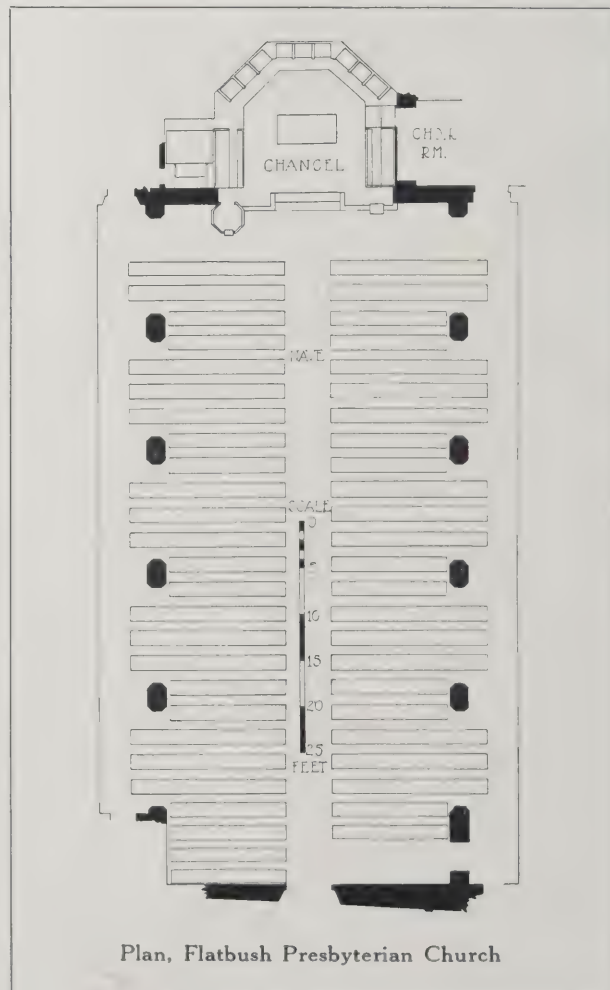 CHOIR
RM.
CHANCEL
NAVE
SCALE
0
5
10
15
20
25
FEET
Plan, Flatbush Presbyterian Church